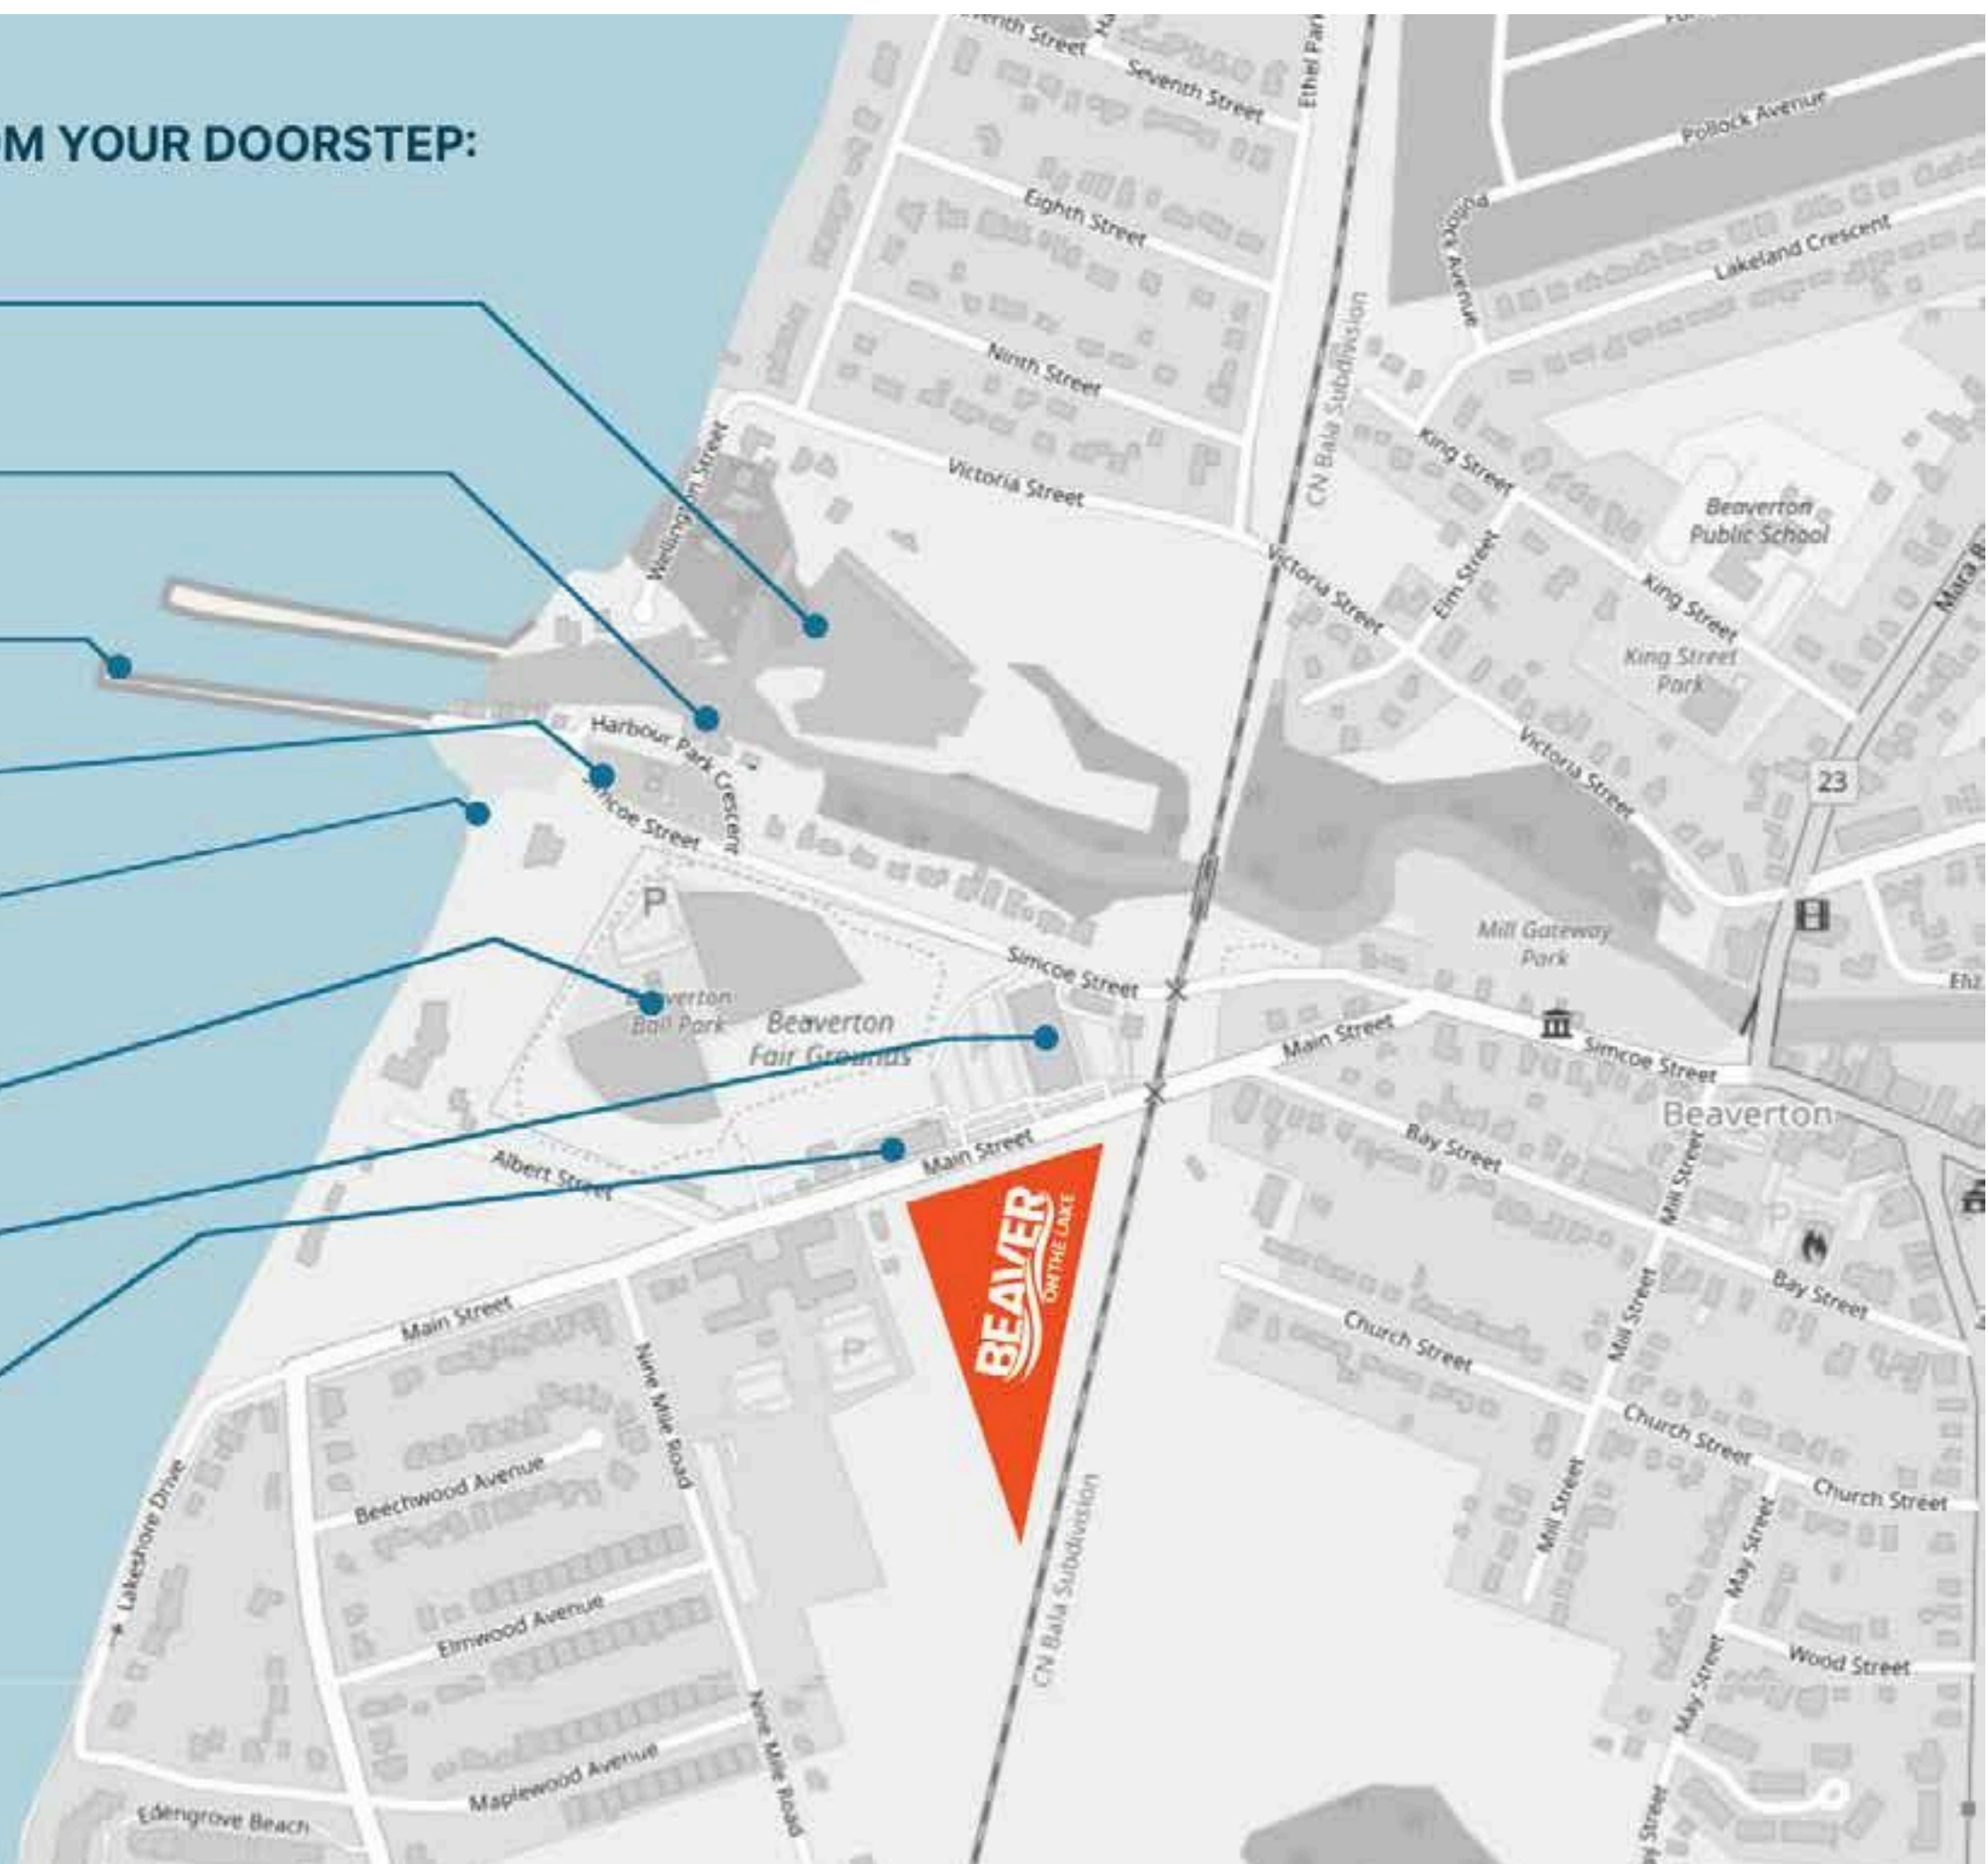 OM YOUR DOORSTEP:
Seventh Street
Ethel Park
Pollock Avenue
Eighth Street
Pollock Avenue
Lakeland Crescent
Ninth Street
CN Bala Subdivision
Wellington Street
Victoria Street
King Street
Beaverton
Public School
Victoria Street
Elm Street
King Street
Mara R
King Street
Park
Harbour Park Crescent
Victoria Street
23
Simcoe Street
P
Mill Gateway
Park
Simcoe Street
Beaverton
Ball Park
Beaverton
Fair Grounds
Main Street
Simcoe Street
Beaverton
Main Street
Bay Street
Albert Street
Mill Street
P
BEAVER
ON THE LAKE
Main Street
Bay Street
Church Street
Mill Street
P
Nine Mile Road
Church Street
Beechwood Avenue
Church Street
Lakeshore Drive
Mill Street
May Street
CN Bala Subdivision
Elmwood Avenue
Wood Street
May Street
Maplewood Avenue
Nine Mile Road
Edengrove Beach
y Street